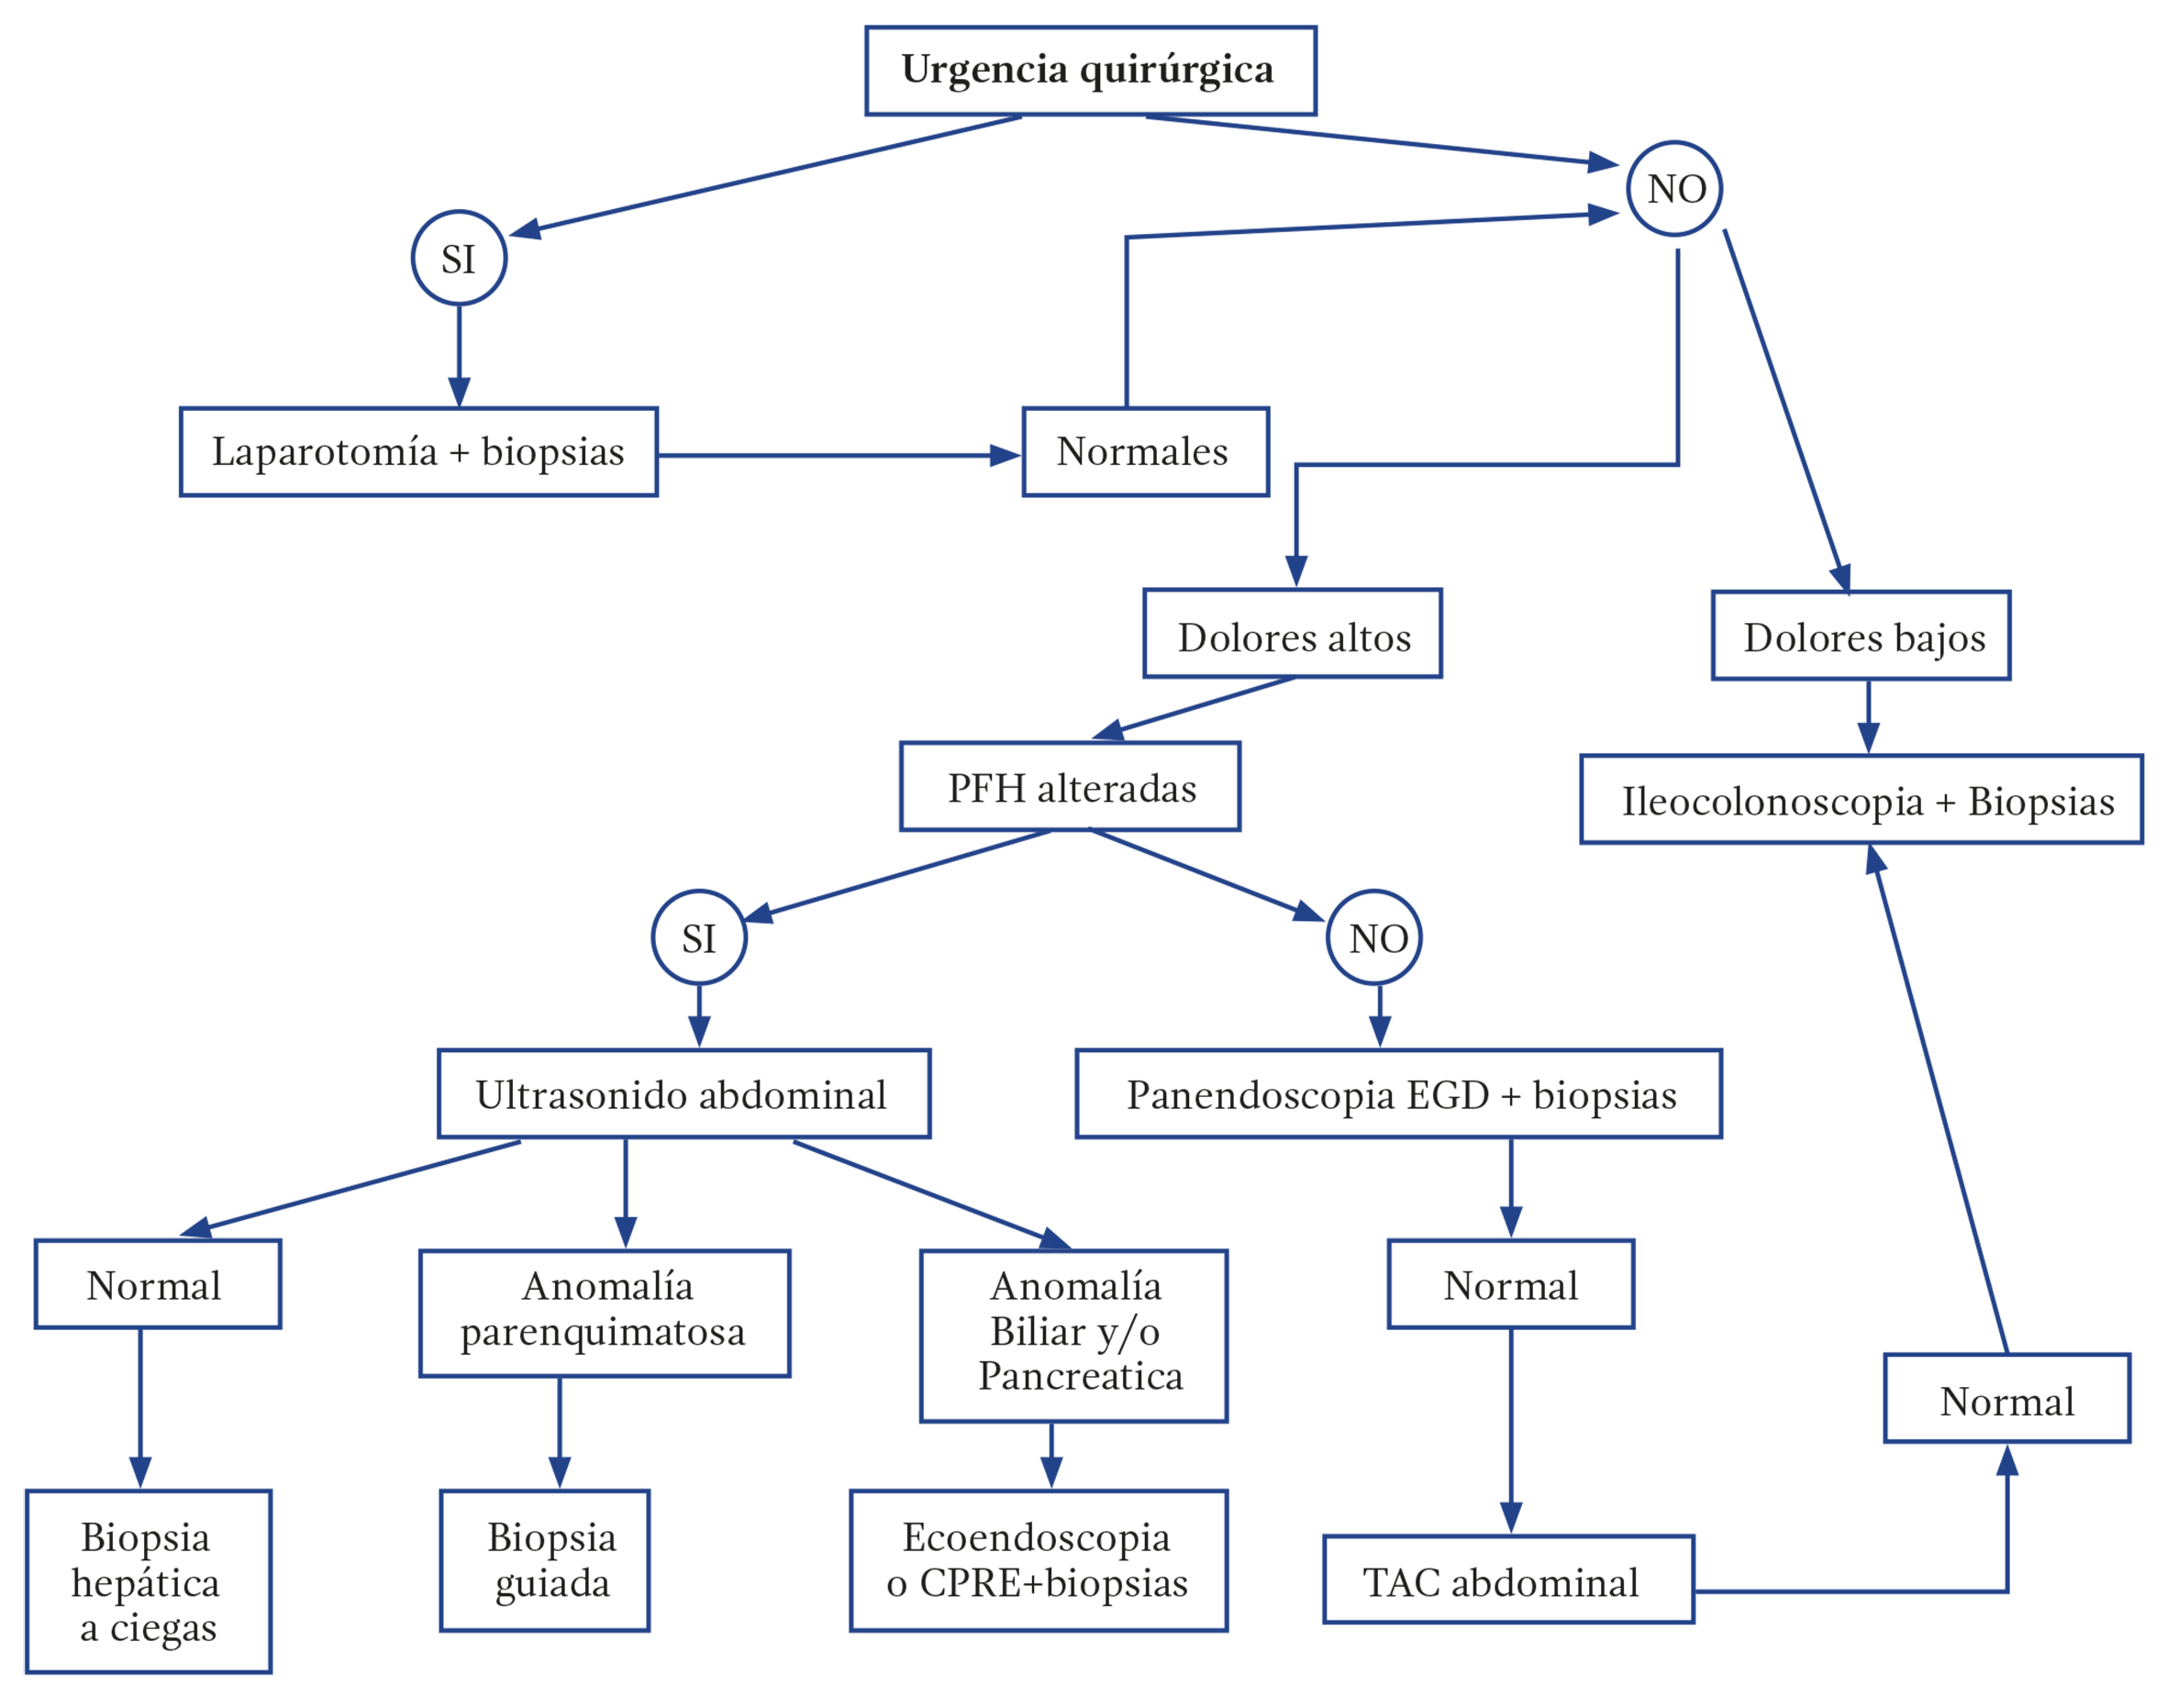 Urgencia quirúrgica
NO
SI
Laparotomía + biopsias
Normales
Dolores altos
Dolores bajos
PFH alteradas
Ileocolonoscopia + Biopsias
SI
NO
Ultrasonido abdominal
Panendoscopia EGD + biopsias
Normal
Anomalía
parenquimatosa
Anomalía
Biliar y/o
Pancreatica
Normal
Normal
Biopsia
hepática
a ciegas
Biopsia
guiada
Ecoendoscopia
o CPRE+biopsias
TAC abdominal